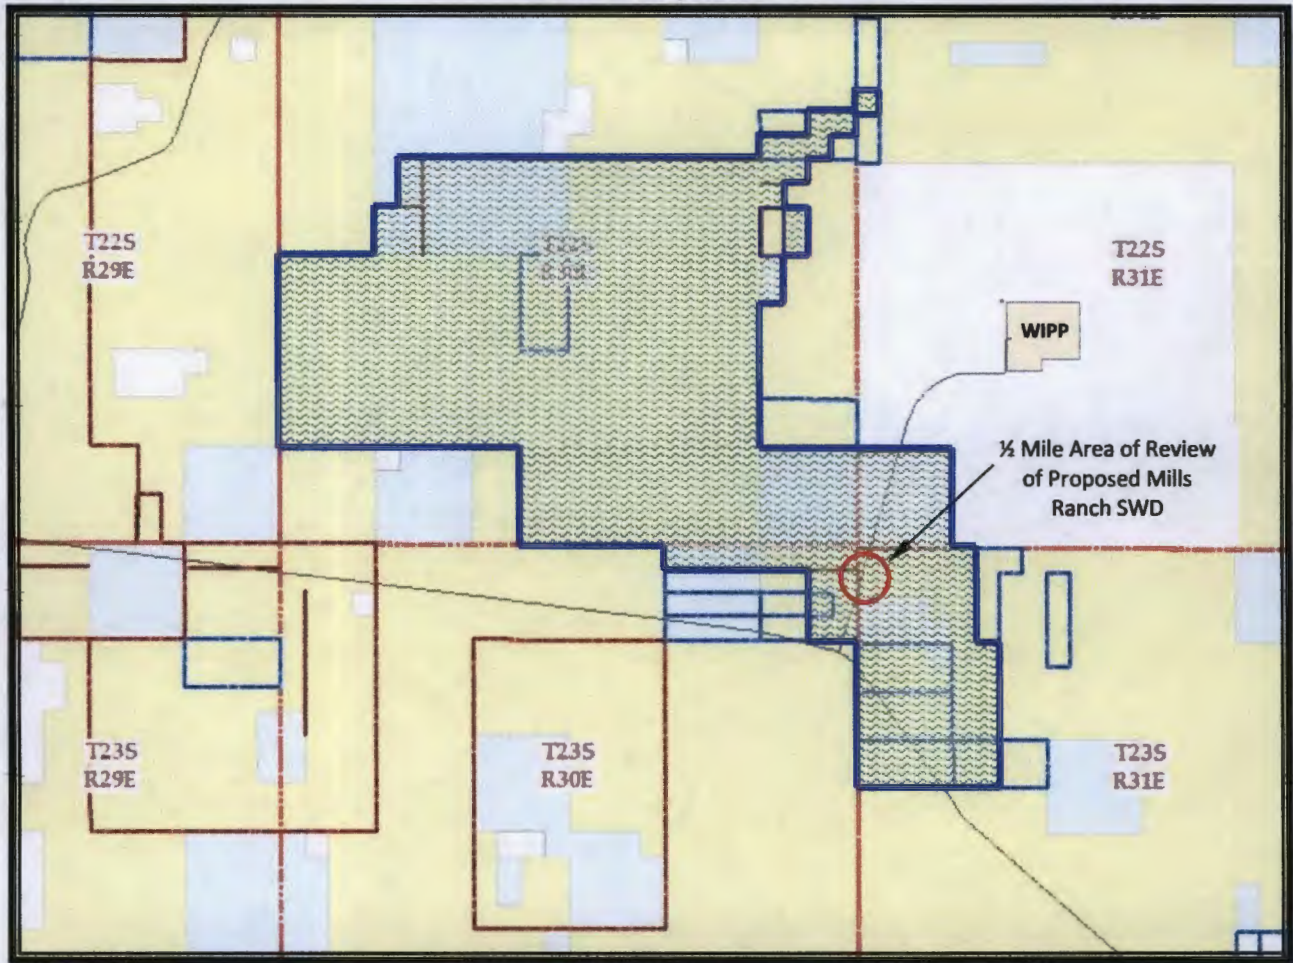 T22S
R29E
T22S
R31E
WIPP
½ Mile Area of Review
of Proposed Mills
Ranch SWD
T23S
R29E
T23S
R30E
T23S
R31E